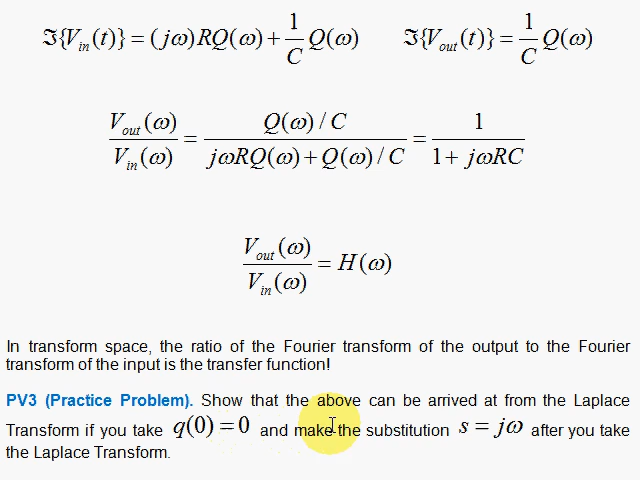 ℑ{V_in(t)} = (jω)RQ(ω) + 1/C Q(ω)    ℑ{V_out(t)} = 1/C Q(ω)
V_out(ω)/V_in(ω) = Q(ω)/C / jωRQ(ω)+Q(ω)/C = 1/1+jωRC
V_out(ω)/V_in(ω) = H(ω)
In transform space, the ratio of the Fourier transform of the output to the Fourier
transform of the input is the transfer function!
PV3 (Practice Problem). Show that the above can be arrived at from the Laplace
Transform if you take q(0) = 0 and make the substitution s = jω after you take
the Laplace Transform.